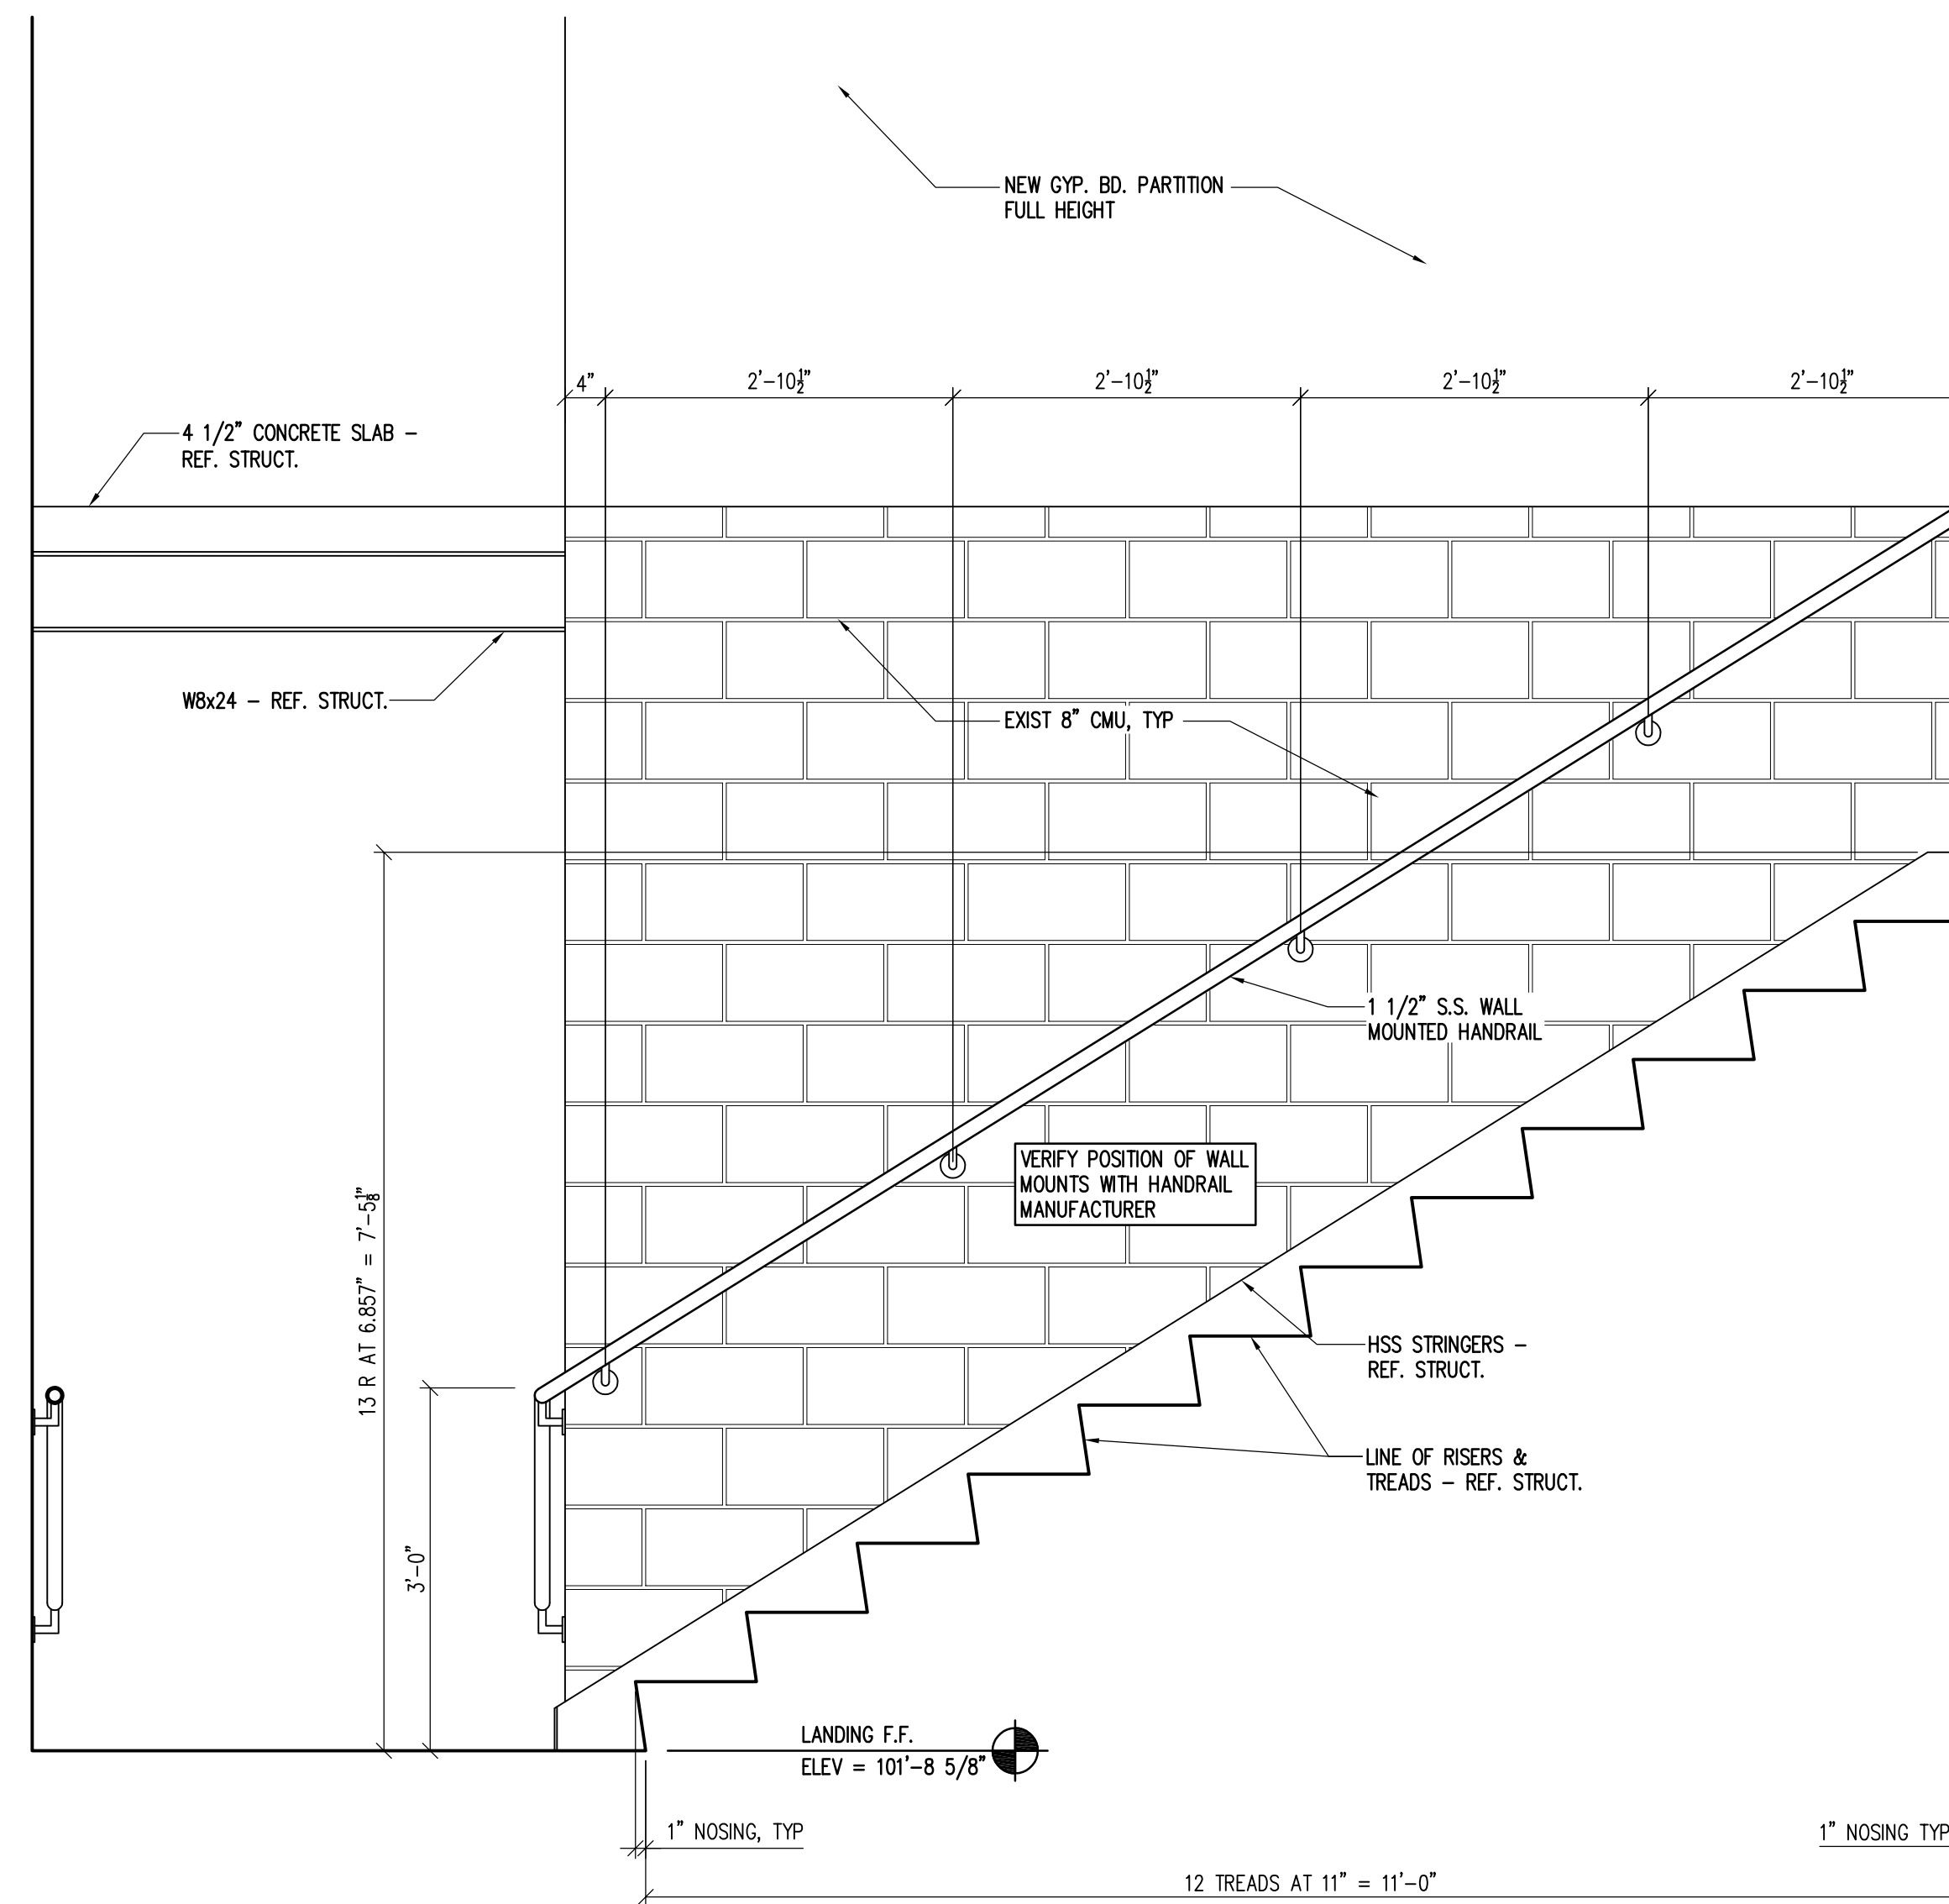 NEW GYP. BD. PARTITION
FULL HEIGHT
4”
2’–10½”
2’–10½”
2’–10½”
2’–10½”
4 1/2” CONCRETE SLAB –
REF. STRUCT.
W8x24 – REF. STRUCT.
EXIST 8” CMU, TYP
1 1/2” S.S. WALL
MOUNTED HANDRAIL
VERIFY POSITION OF WALL
MOUNTS WITH HANDRAIL
MANUFACTURER
13 R AT 6.857” = 7’–5⅛”
3’–0”
HSS STRINGERS –
REF. STRUCT.
LINE OF RISERS &
TREADS – REF. STRUCT.
LANDING F.F.
ELEV = 101’–8 5/8”
1” NOSING, TYP
1” NOSING TYP
12 TREADS AT 11” = 11’–0”